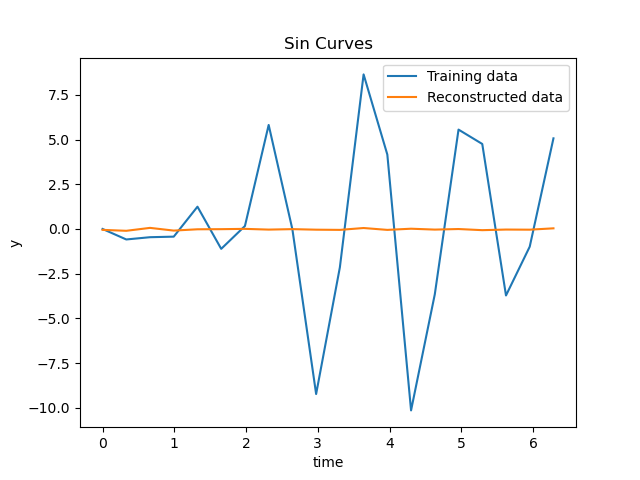 Sin Curves
Training data
Reconstructed data
7.5
5.0
2.5
0.0
−2.5
−5.0
−7.5
−10.0
y
0 1 2 3 4 5 6
time